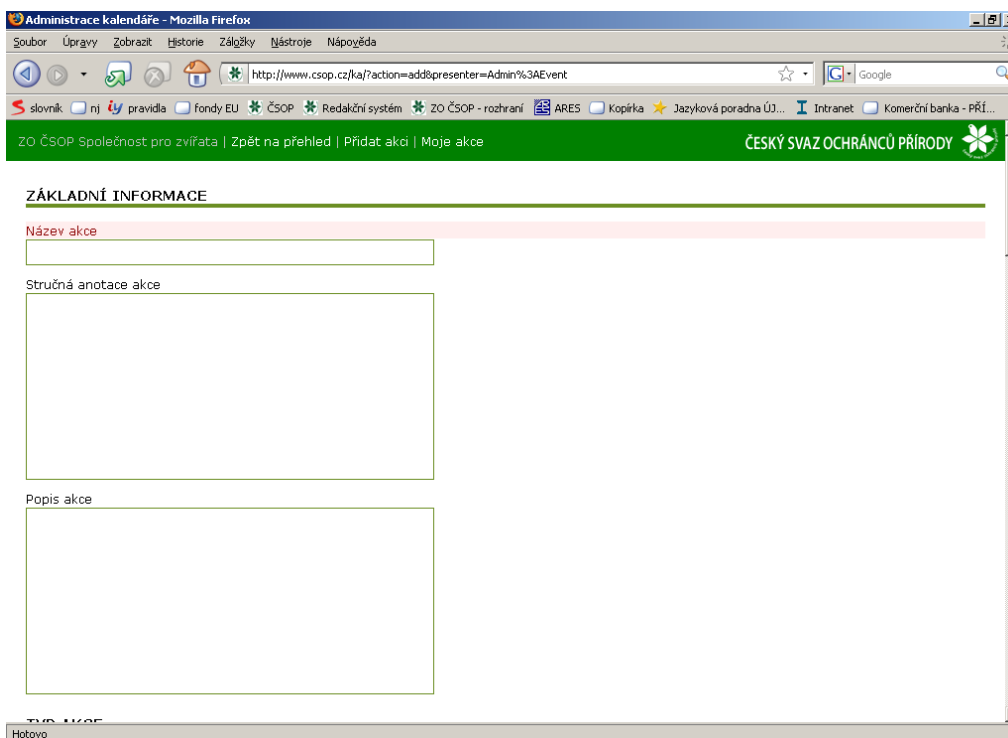 Administrace kalendáře - Mozilla Firefox
Soubor Úpravy Zobrazit Historie Záložky Nástroje Nápověda
http://www.csop.cz/ka/?action=add&presenter=Admin%3AEvent G Google
slovník nj pravidla fondy EU ČSOP Redakční systém ZO ČSOP - rozhraní ARES Kopírka Jazyková poradna ÚJ... Intranet Komerční banka - PŘÍ...
ZO ČSOP Společnost pro zvířata | Zpět na přehled | Přidat akci | Moje akce ČESKÝ SVAZ OCHRÁNCŮ PŘÍRODY
ZÁKLADNÍ INFORMACE
Název akce
Stručná anotace akce
Popis akce
TYP AKCE
Hotovo